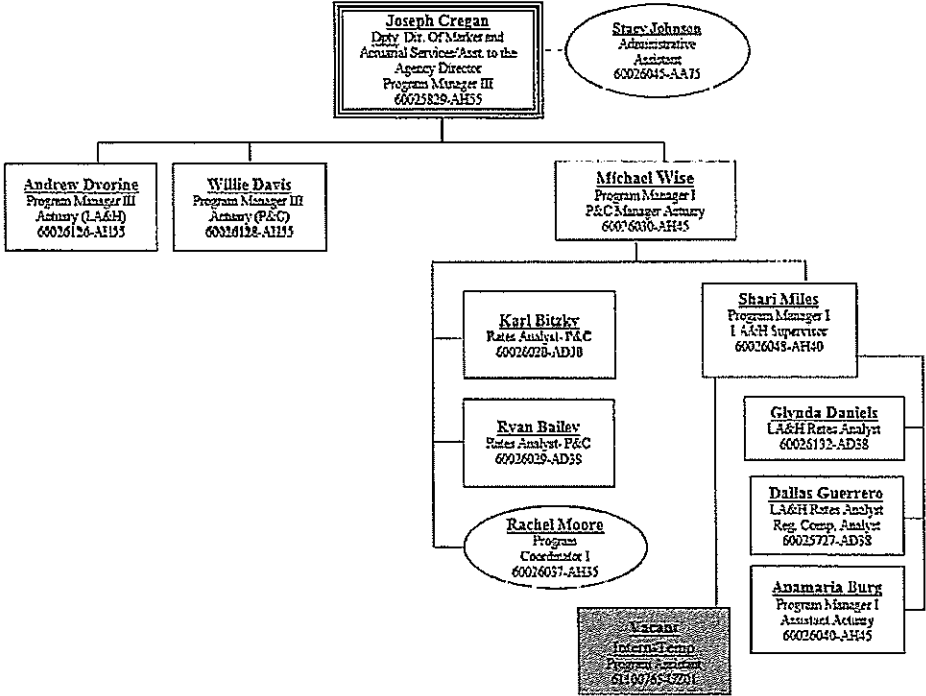 Joseph Cregan
Dpty. Dir. Of Market and
Actuarial Services/Asst. to the
Agency Director
Program Manager III
60025829-AH55
Stacy Johnson
Administrative
Assistant
60026045-AA75
Andrew Dvorine
Program Manager III
Actuary (LA&H)
60026126-AH55
Willie Davis
Program Manager III
Actuary (P&C)
60026128-AH55
Michael Wise
Program Manager I
P&C Manager Actuary
60026030-AH45
Karl Bitzky
Rates Analyst- P&C
60026028-AD38
Shari Miles
Program Manager I
LA&H Supervisor
60026048-AH40
Ryan Bailey
Rates Analyst- P&C
60026029-AD38
Glynda Daniels
LA&H Rates Analyst
60026132-AD38
Rachel Moore
Program
Coordinator I
60026037-AH35
Dallas Guerrero
LA&H Rates Analyst
Reg. Comp. Analyst
60025727-AD38
Anamaria Burg
Program Manager I
Assistant Actuary
60026040-AH45
Vacant
Intern-Temp
Program Assistant